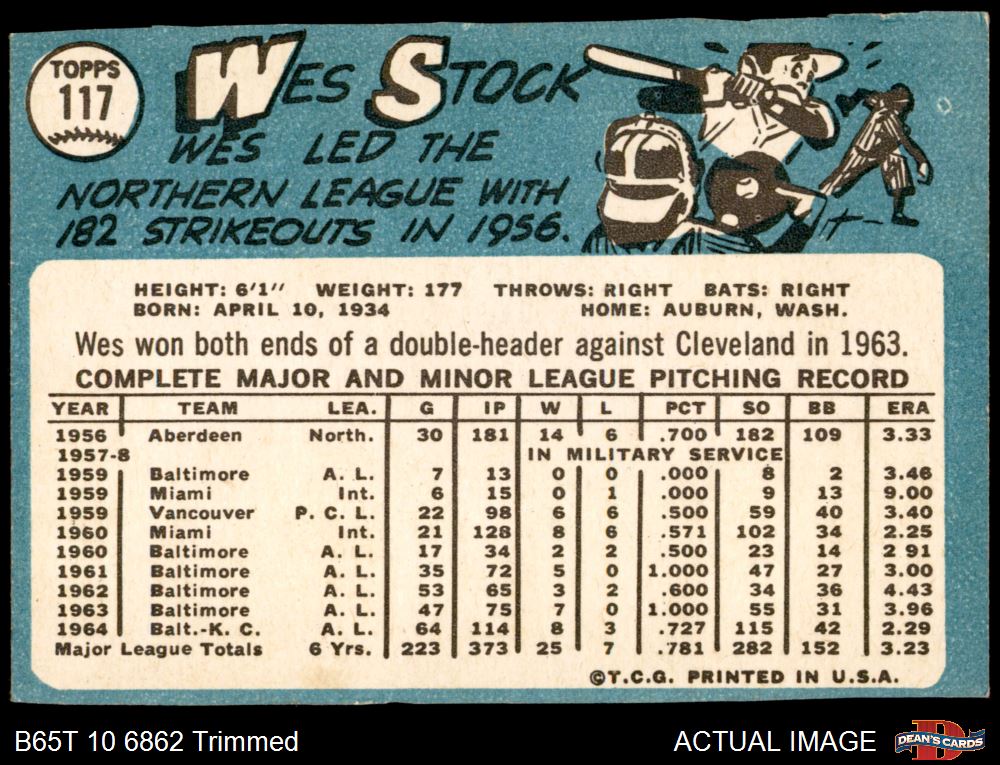 TOPPS
117
WES STOCK
WES LED THE
NORTHERN LEAGUE WITH
182 STRIKEOUTS IN 1956.
HEIGHT: 6'1" WEIGHT: 177 THROWS: RIGHT BATS: RIGHT
BORN: APRIL 10, 1934 HOME: AUBURN, WASH.
Wes won both ends of a double-header against Cleveland in 1963.
COMPLETE MAJOR AND MINOR LEAGUE PITCHING RECORD
YEAR TEAM LEA. G IP W L PCT SO BB ERA
1956 Aberdeen North. 30 181 14 6 .700 182 109 3.33
1957-8 IN MILITARY SERVICE
1959 Baltimore A. L. 7 13 0 0 .000 8 2 3.46
1959 Miami Int. 6 15 0 1 .000 9 13 9.00
1959 Vancouver P. C. L. 22 98 6 6 .500 59 40 3.40
1960 Miami Int. 21 128 8 6 .571 102 34 2.25
1960 Baltimore A. L. 17 34 2 2 .500 23 14 2 91
1961 Baltimore A. L. 35 72 5 0 1.000 47 27 3.00
1962 Baltimore A. L. 53 65 3 2 .600 34 36 4.43
1963 Baltimore A. L. 47 75 7 0 1.000 55 31 3.96
1964 Balt.-K. C. A. L. 64 114 8 3 .727 115 42 2.29
Major League Totals 6 Yrs. 223 373 25 7 .781 282 152 3.23
©T.C.G. PRINTED IN U.S.A.
B65T 10 6862 Trimmed
ACTUAL IMAGE
DEAN'S CARDS